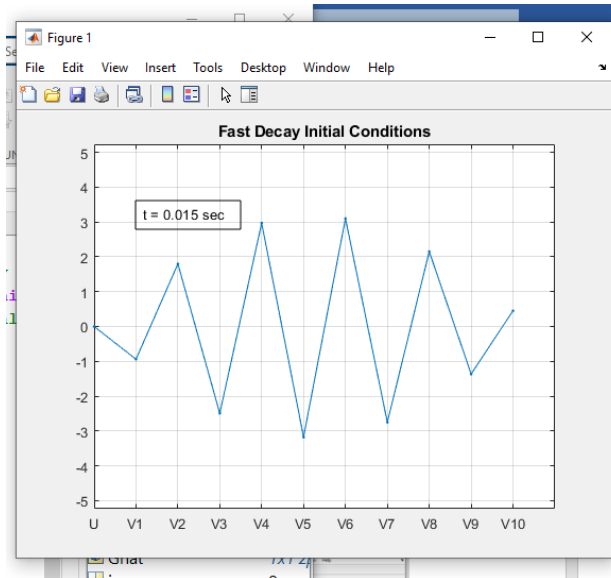 Figure 1
File Edit View Insert Tools Desktop Window Help
Fast Decay Initial Conditions
5
4
t = 0.015 sec
3
2
1
0
-1
-2
-3
-4
-5
U V1 V2 V3 V4 V5 V6 V7 V8 V9 V10